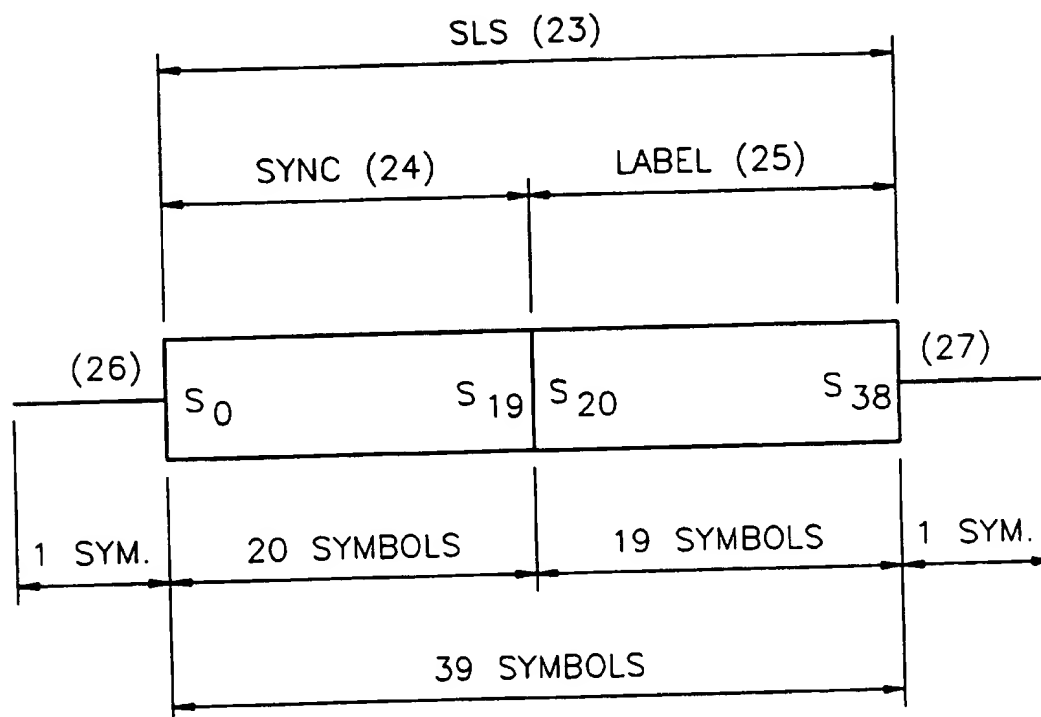 SLS (23)
SYNC (24) LABEL (25)
(26) (27)
S0 S19 S20 S38
1 SYM. 20 SYMBOLS 19 SYMBOLS 1 SYM.
39 SYMBOLS